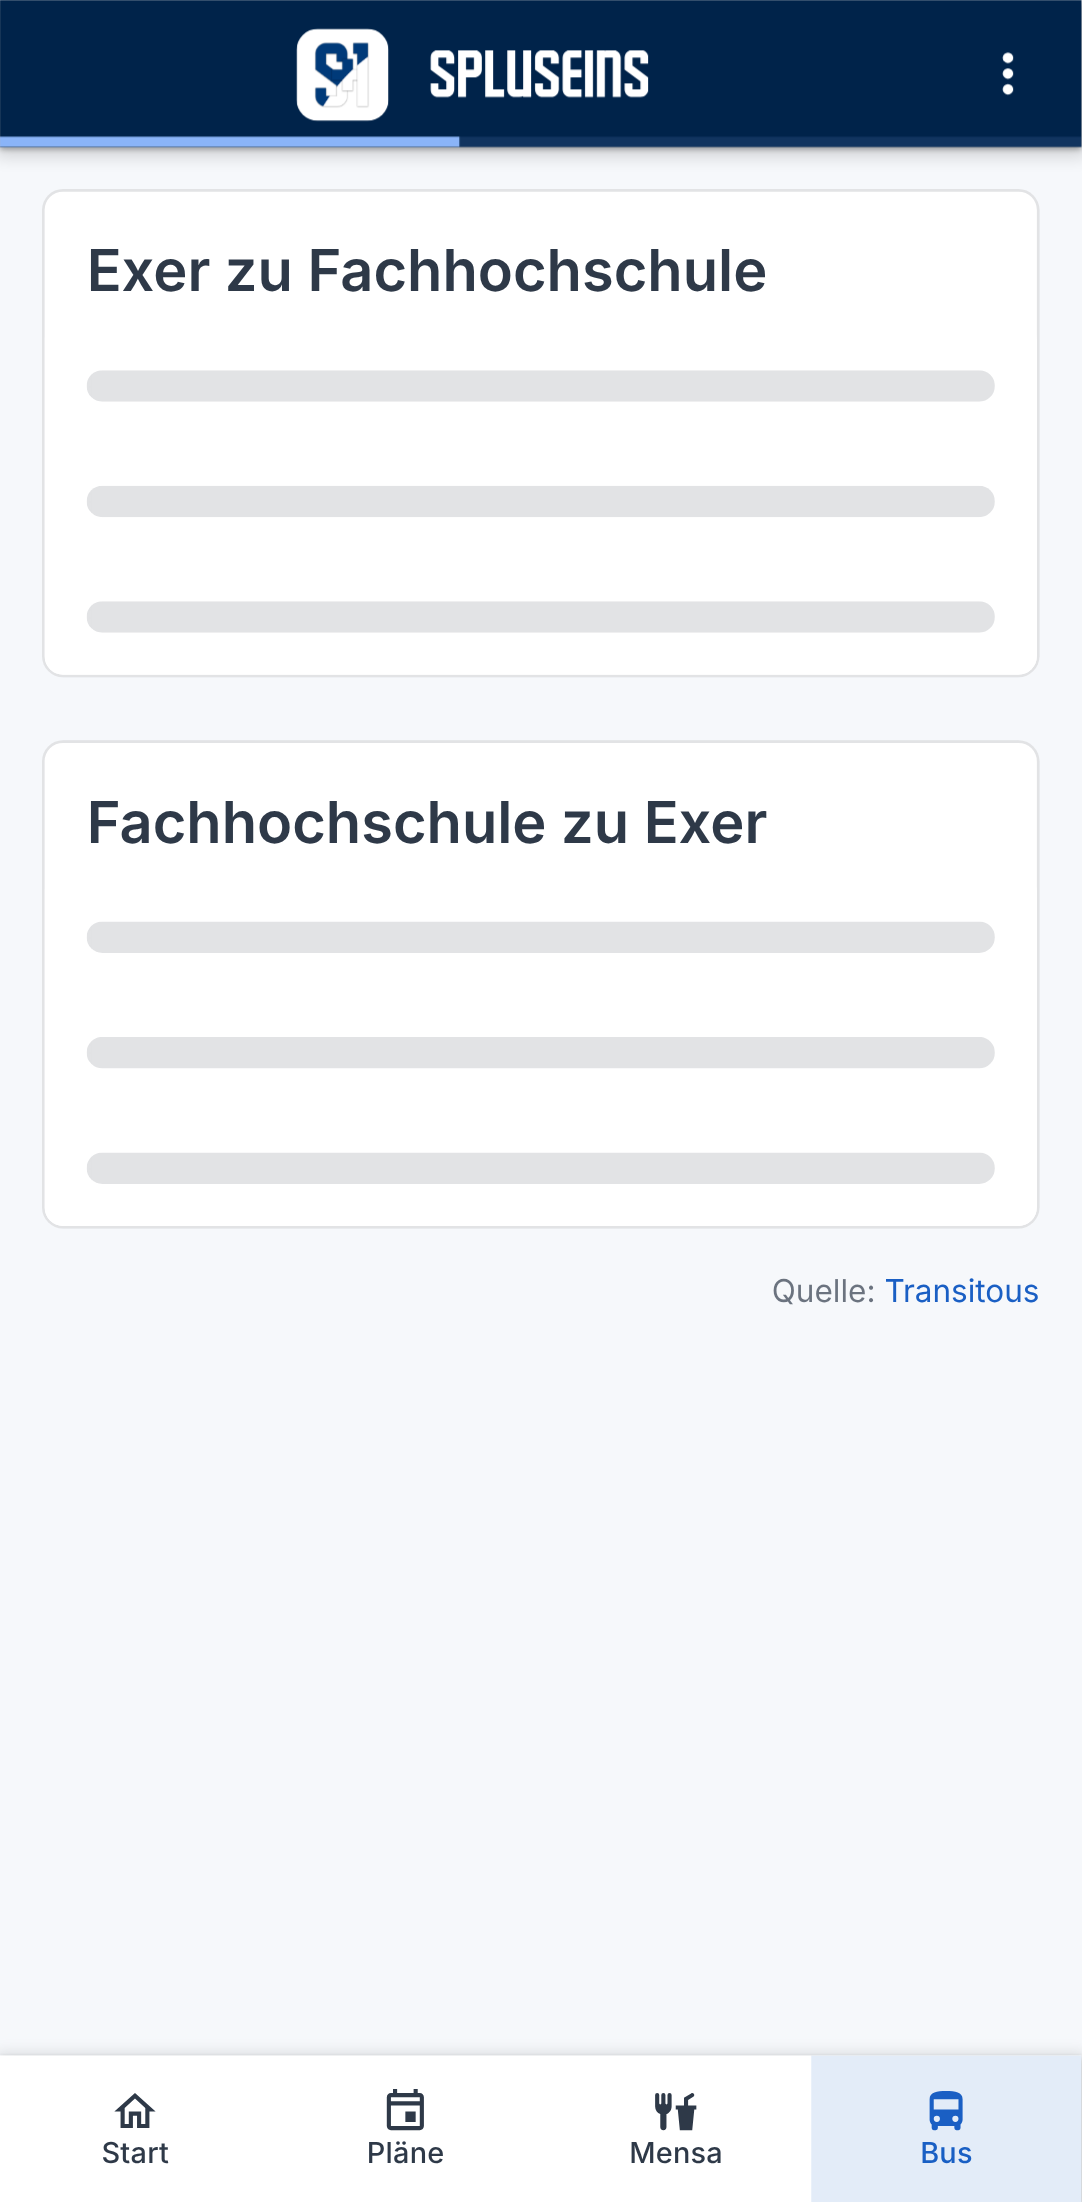 SPLUSEINS
Exer zu Fachhochschule
Fachhochschule zu Exer
Quelle: Transitous
Start
Pläne
Mensa
Bus